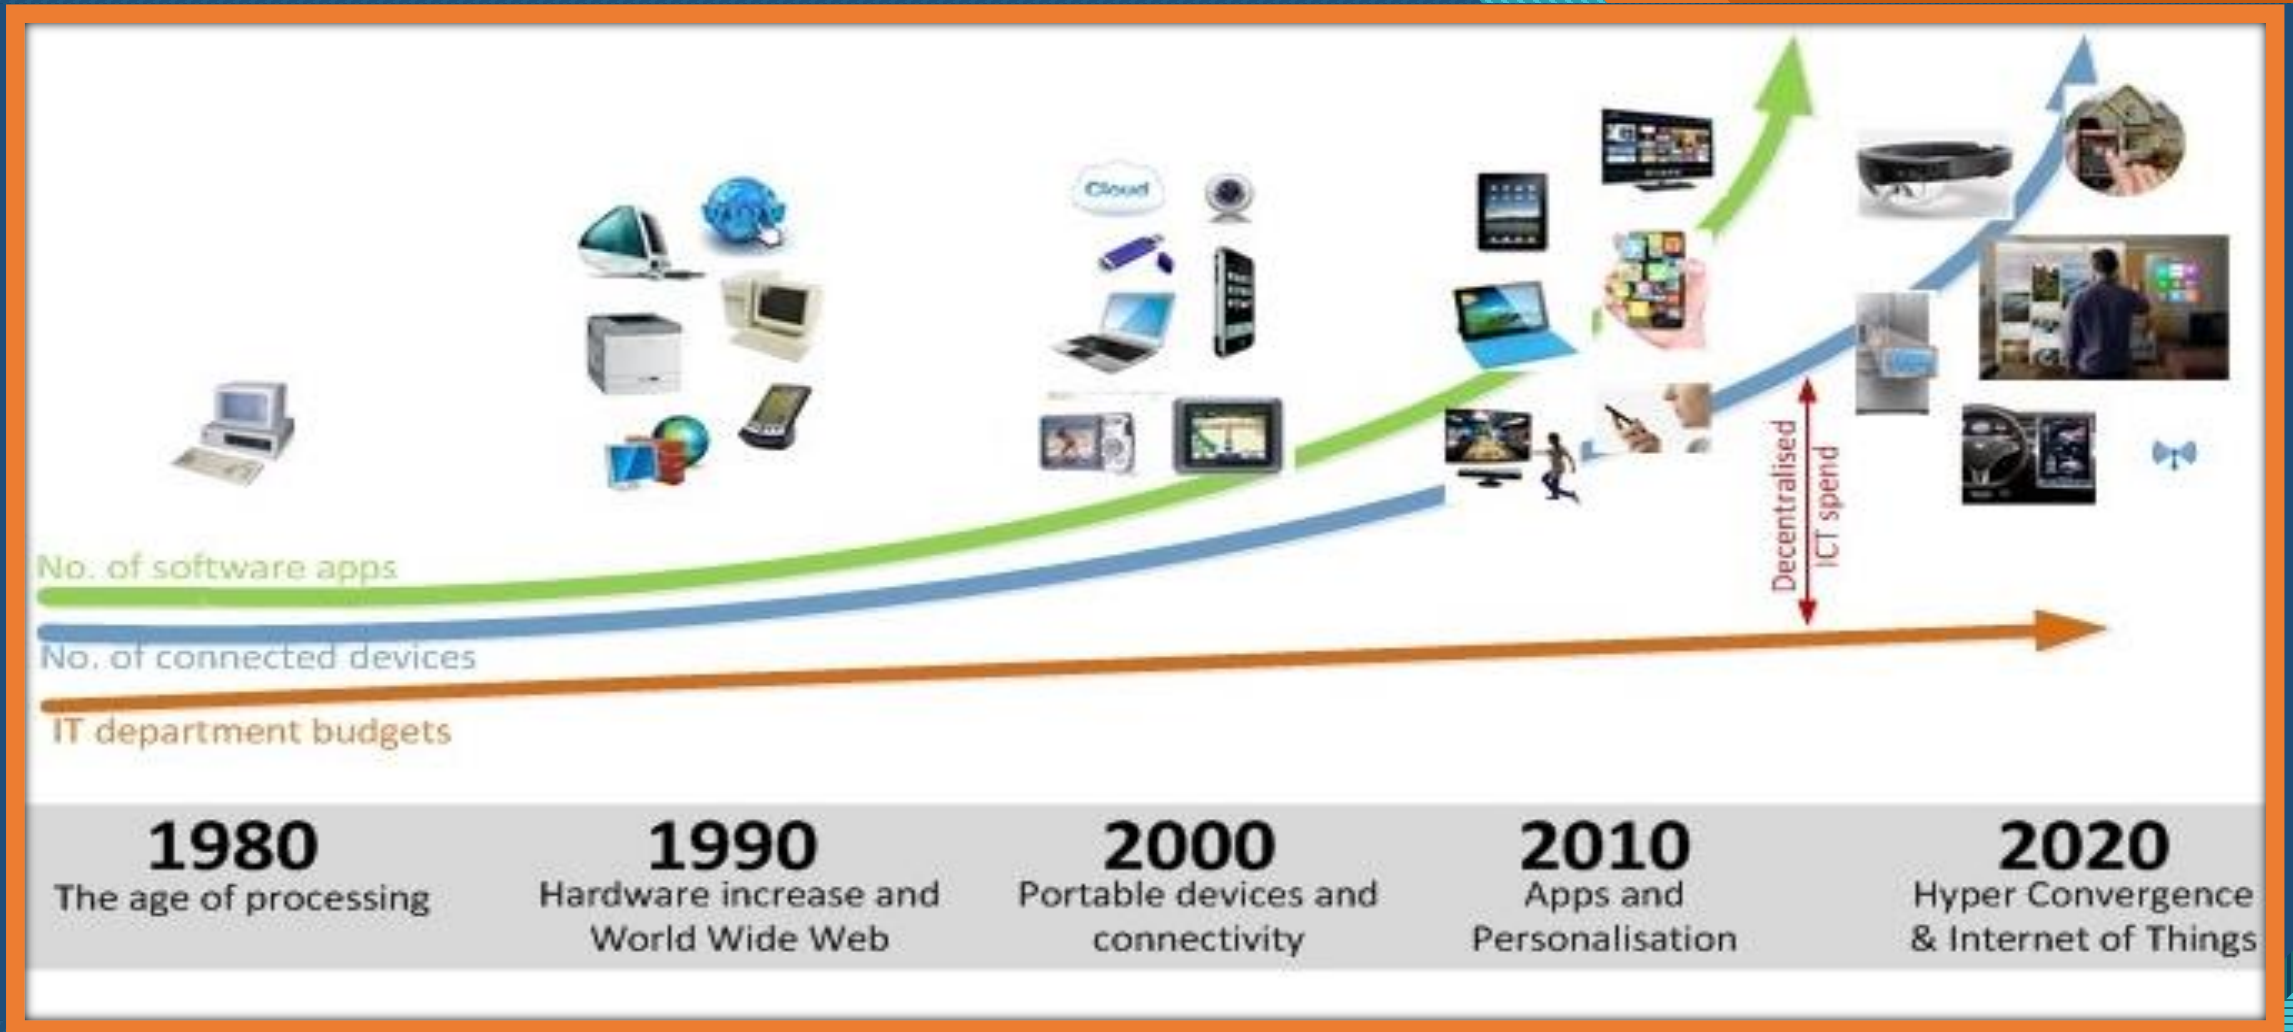 Cloud
No. of software apps
No. of connected devices
IT department budgets
Decentralised
ICT spend
1980
The age of processing
1990
Hardware increase and
World Wide Web
2000
Portable devices and
connectivity
2010
Apps and
Personalisation
2020
Hyper Convergence
& Internet of Things